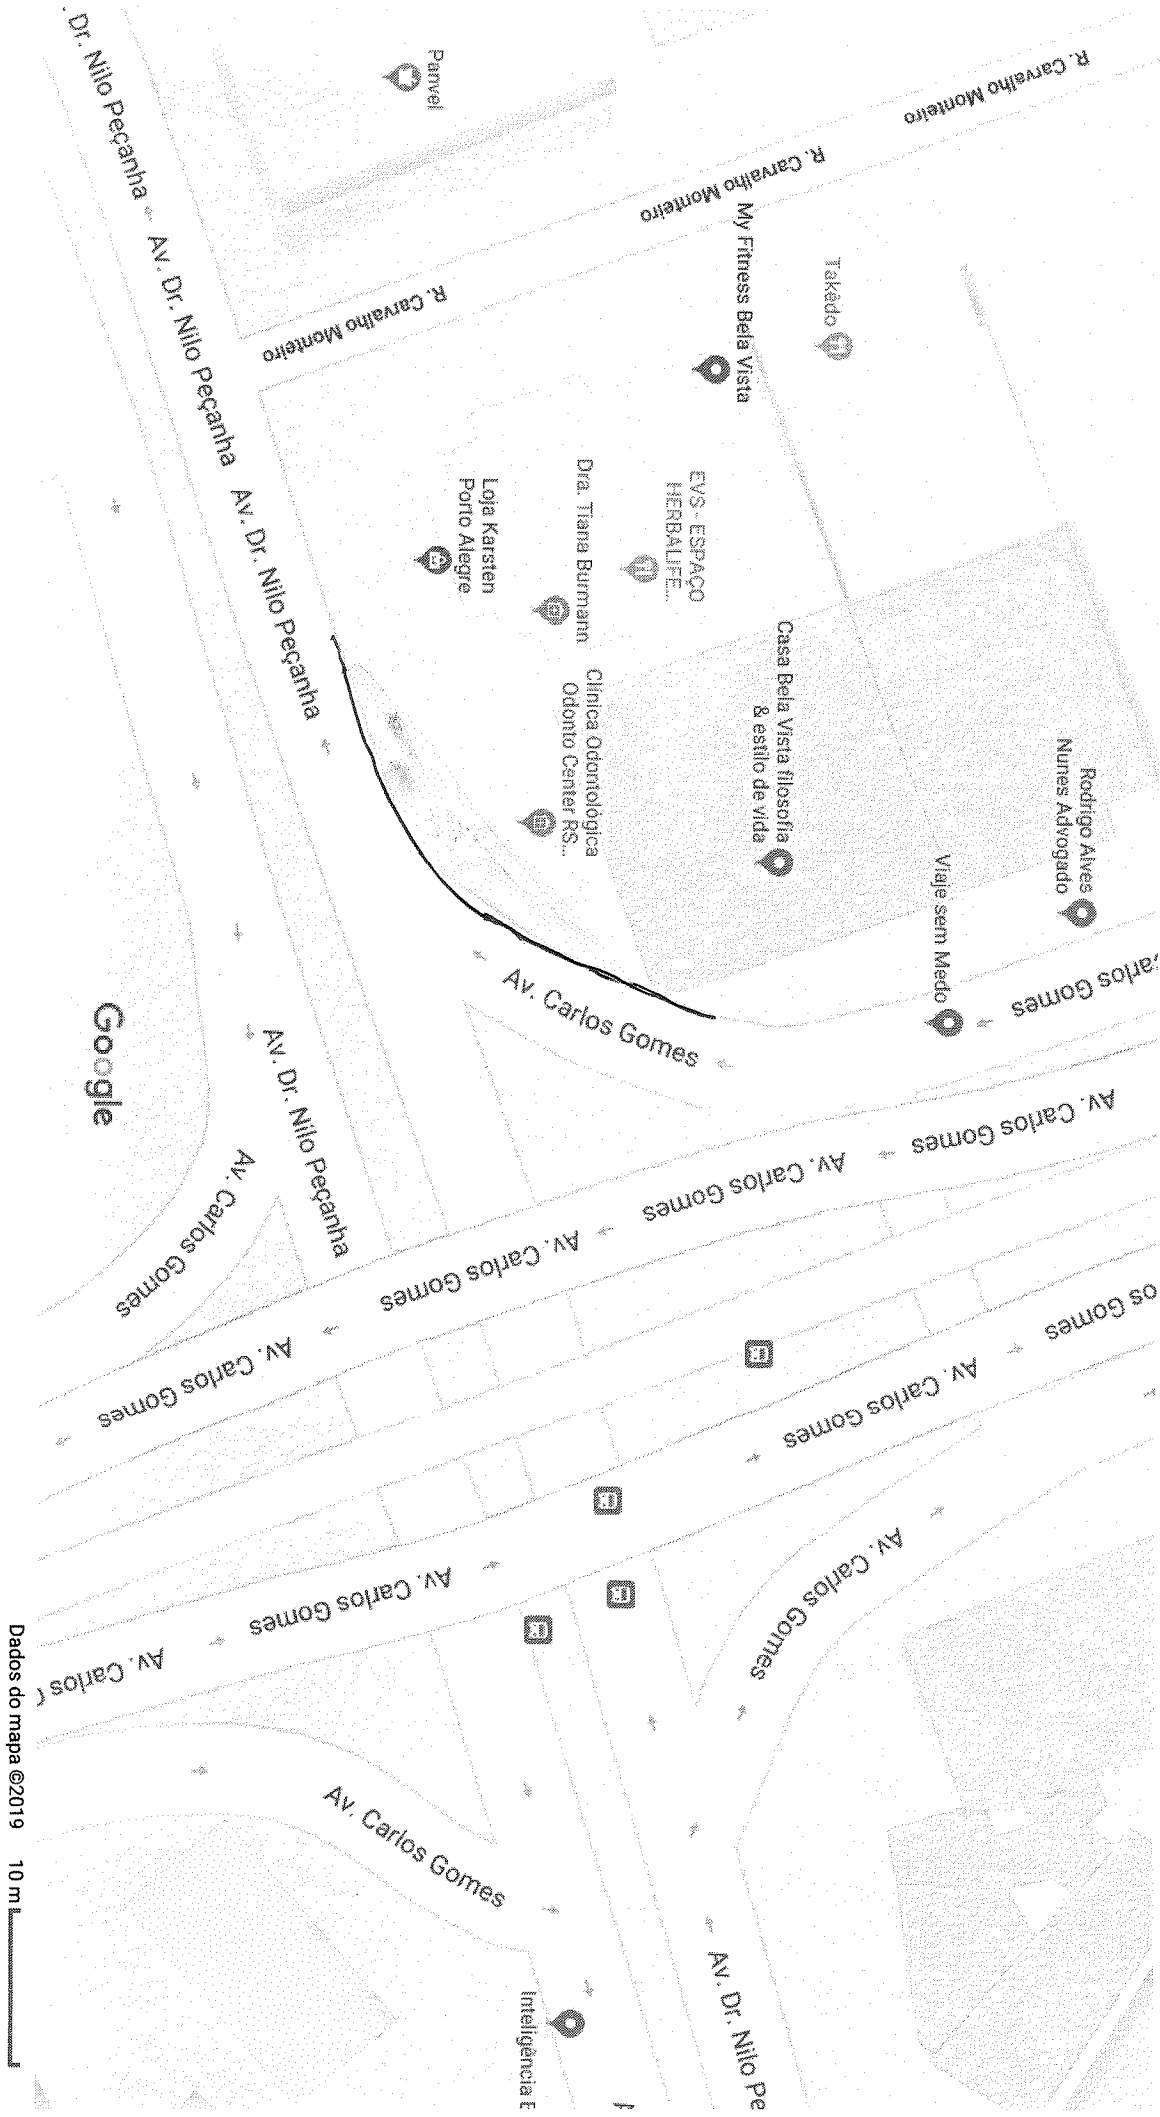 . Dr. Nilo Peçanha
Av. Dr. Nilo Peçanha
Av. Dr. Nilo Peçanha
Av. Dr. Nilo Peçanha
Av. Dr. Nilo Pe
Panvel
R. Carvalho Monteiro
R. Carvalho Monteiro
R. Carvalho Monteiro
My Fitness Bela Vista
Takêdo
Loja Karsten
Porto Alegre
Dra. Tiana Burmann
EVS - ESPAÇO
HERBALIFE...
Clínica Odontológica
Odonto Center RS...
Casa Bela Vista filosofia
& estilo de vida
Rodrigo Alves
Nunes Advogado
Viaje sem Medo
Av. Carlos Gomes
arlos Gomes
Av. Carlos Gomes
Av. Carlos Gomes
Av. Carlos Gomes
Av. Carlos Gomes
Av. Carlos Gomes
os Gomes
Av. Carlos Gomes
Av. Carlos Gomes
Av. Carlos Gomes
Av. Carlos
Av. Carlos Gomes
Inteligência E
Google
Dados do mapa ©2019
10 m